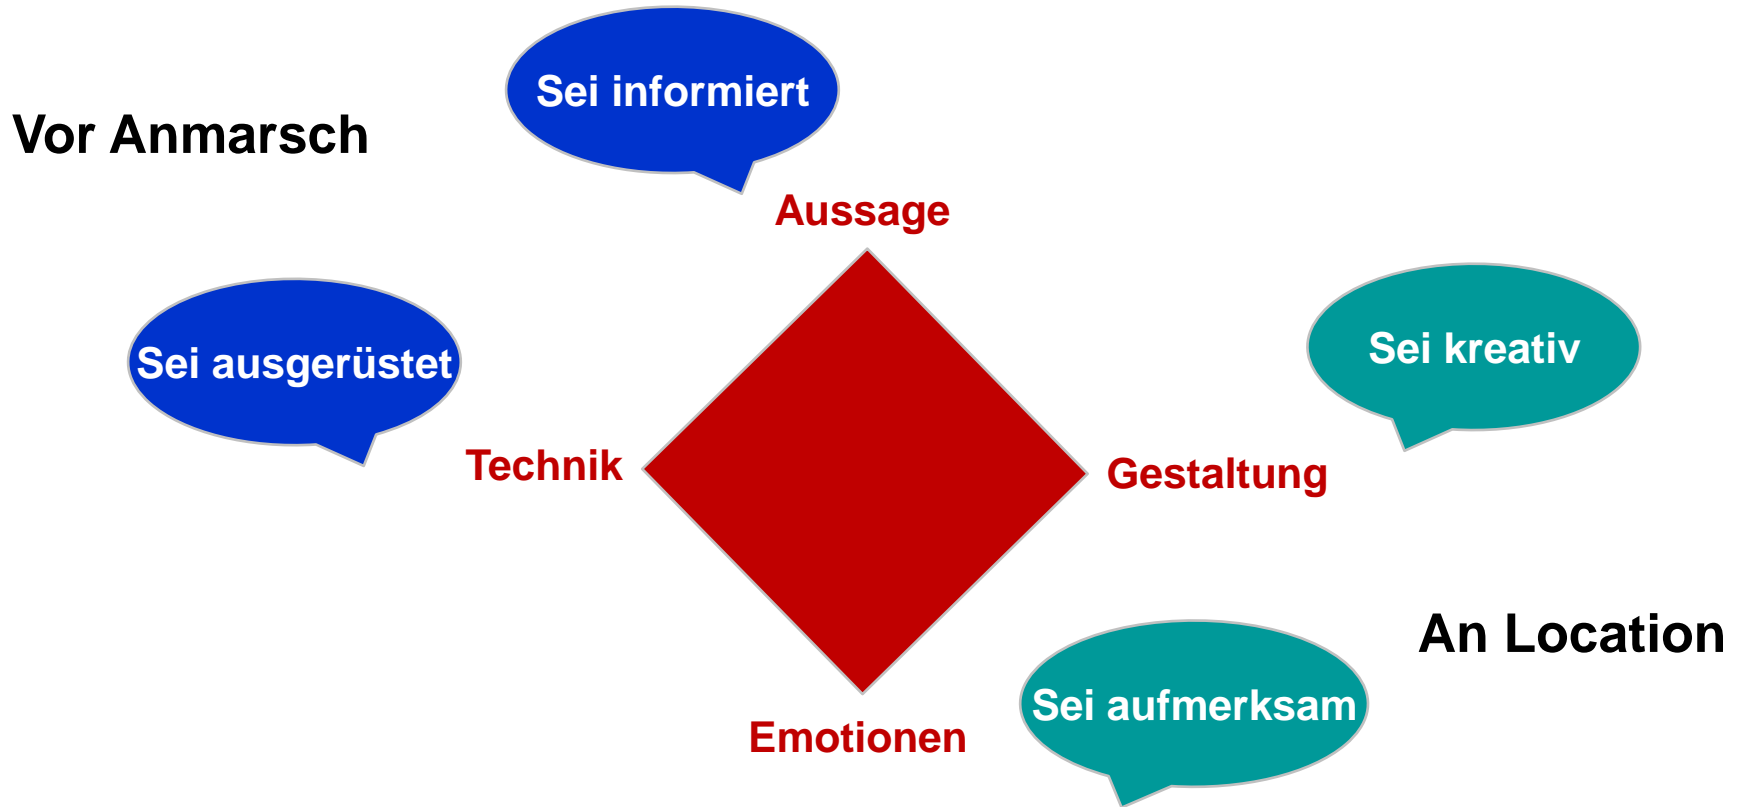 Sei informiert
Vor Anmarsch
Aussage
Sei ausgerüstet
Sei kreativ
Technik
Gestaltung
An Location
Sei aufmerksam
Emotionen